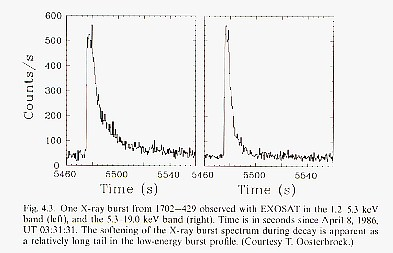 600
500
400
300
200
100
0
Counts/s
5460 5500 5540 5460 5500 5540
Time (s) Time (s)
Fig. 4.3. One X-ray burst from 1702–429 observed with EXOSAT in the 1.2–5.3 keV
band (left), and the 5.3–19.0 keV band (right). Time is in seconds since April 8, 1986,
UT 03:31:31. The softening of the X-ray burst spectrum during decay is apparent as
a relatively long tail in the low-energy burst profile. (Courtesy T. Oosterbroek.)